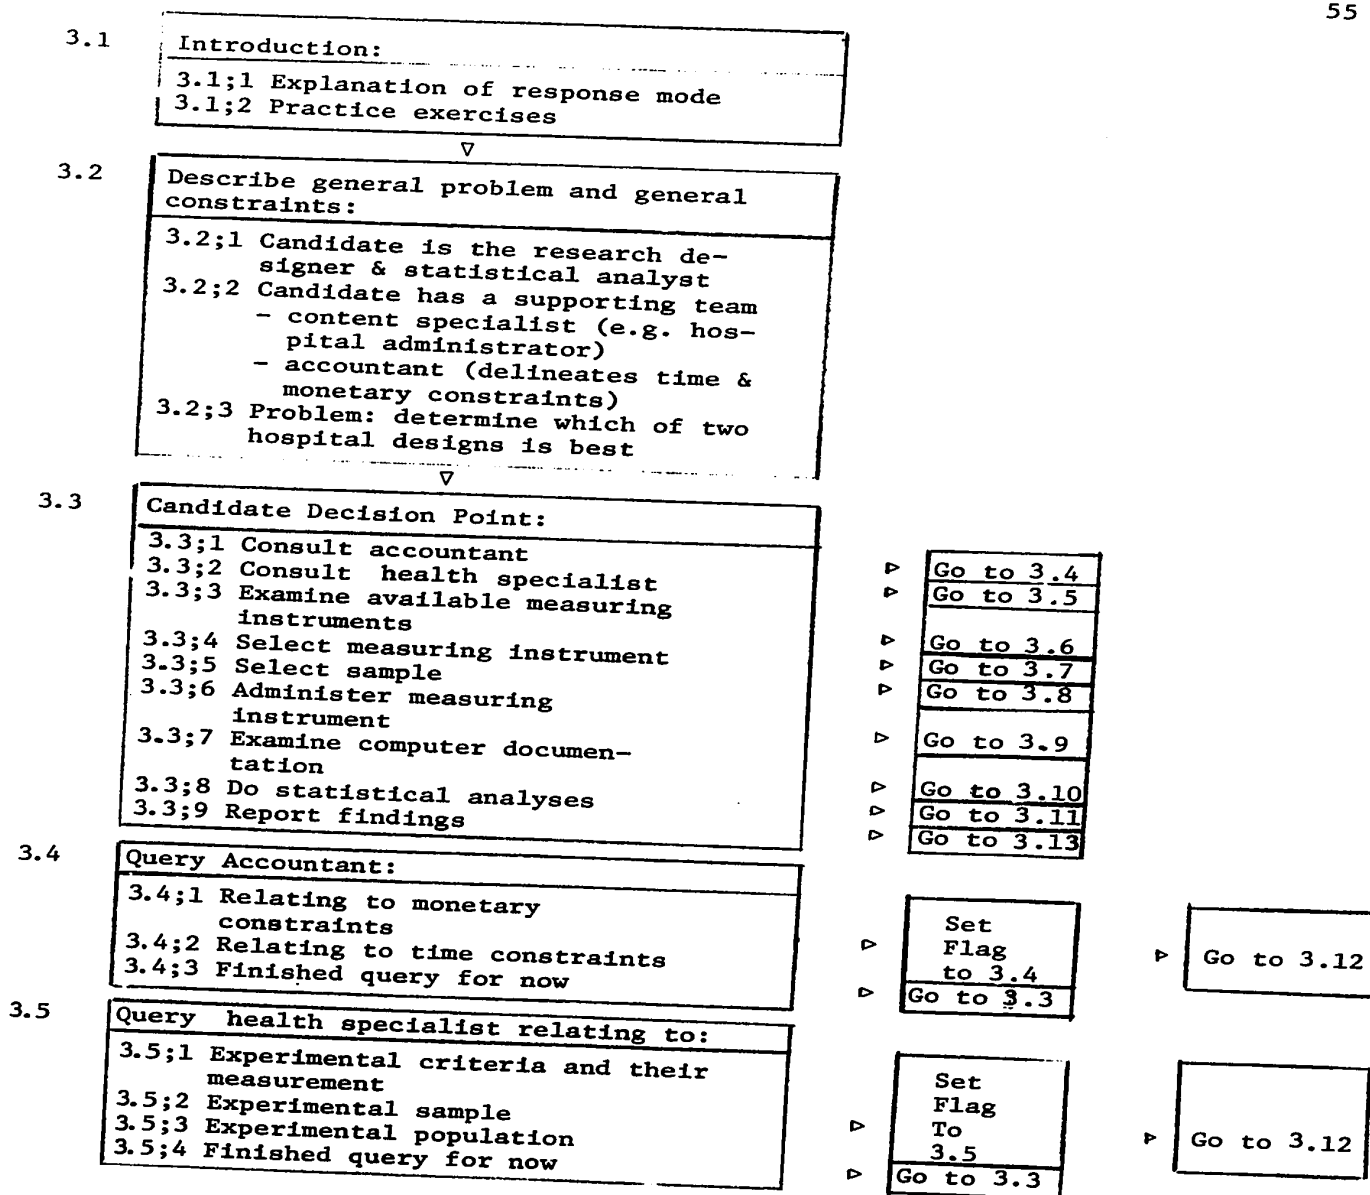 55
3.1
Introduction:
3.1;1 Explanation of response mode
3.1;2 Practice exercises
3.2
Describe general problem and general
constraints:
3.2;1 Candidate is the research de-
signer & statistical analyst
3.2;2 Candidate has a supporting team
- content specialist (e.g. hos-
pital administrator)
- accountant (delineates time &
monetary constraints)
3.2;3 Problem: determine which of two
hospital designs is best
3.3
Candidate Decision Point:
3.3;1 Consult accountant
Go to 3.4
3.3;2 Consult health specialist
Go to 3.5
3.3;3 Examine available measuring
instruments
Go to 3.6
3.3;4 Select measuring instrument
Go to 3.7
3.3;5 Select sample
Go to 3.8
3.3;6 Administer measuring
instrument
Go to 3.9
3.3;7 Examine computer documen-
tation
Go to 3.10
3.3;8 Do statistical analyses
Go to 3.11
3.3;9 Report findings
Go to 3.13
3.4
Query Accountant:
3.4;1 Relating to monetary
constraints
3.4;2 Relating to time constraints
3.4;3 Finished query for now
Set
Flag
to 3.4
Go to 3.3
Go to 3.12
3.5
Query health specialist relating to:
3.5;1 Experimental criteria and their
measurement
3.5;2 Experimental sample
3.5;3 Experimental population
3.5;4 Finished query for now
Set
Flag
To
3.5
Go to 3.3
Go to 3.12